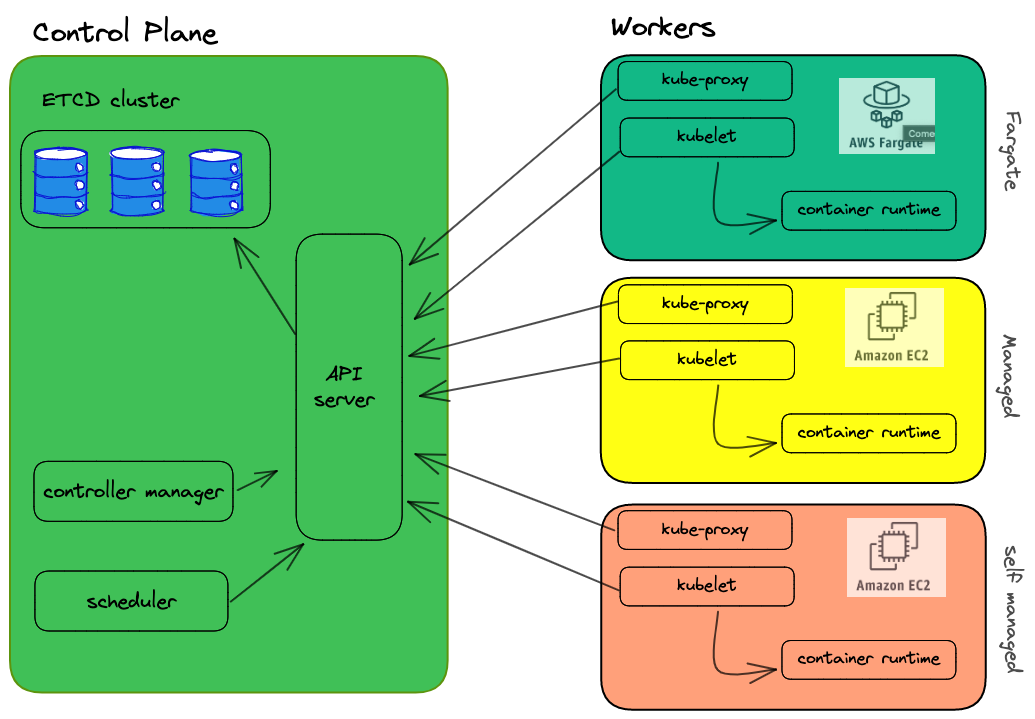 Control Plane
ETCD cluster
API
server
controller manager
scheduler
Workers
kube-proxy
kubelet
container runtime
AWS Fargate
Come
Fargate
kube-proxy
kubelet
container runtime
Amazon EC2
Managed
kube-proxy
kubelet
container runtime
Amazon EC2
self managed